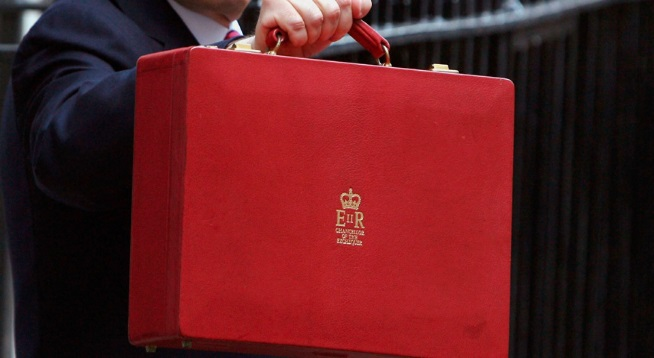 EIIR
CHANCELLOR
OF THE
EXCHEQUER